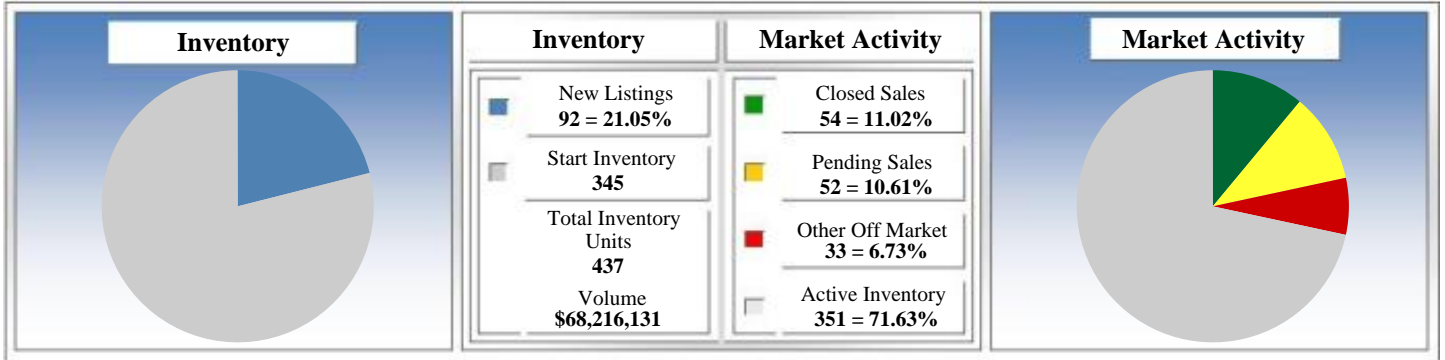 Inventory
Inventory
Market Activity
New Listings
92 = 21.05%
Start Inventory
345
Total Inventory
Units
437
Volume
$68,216,131
Closed Sales
54 = 11.02%
Pending Sales
52 = 10.61%
Other Off Market
33 = 6.73%
Active Inventory
351 = 71.63%
Market Activity